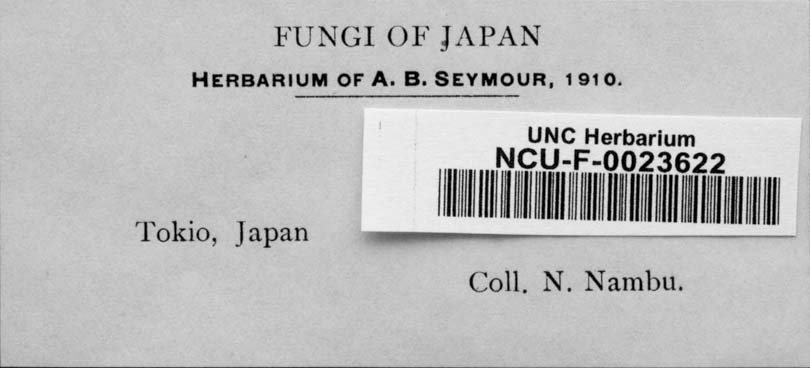 FUNGI OF JAPAN
HERBARIUM OF A. B. SEYMOUR, 1910.
UNC Herbarium
NCU-F-0023622
Tokio, Japan
Coll. N. Nambu.